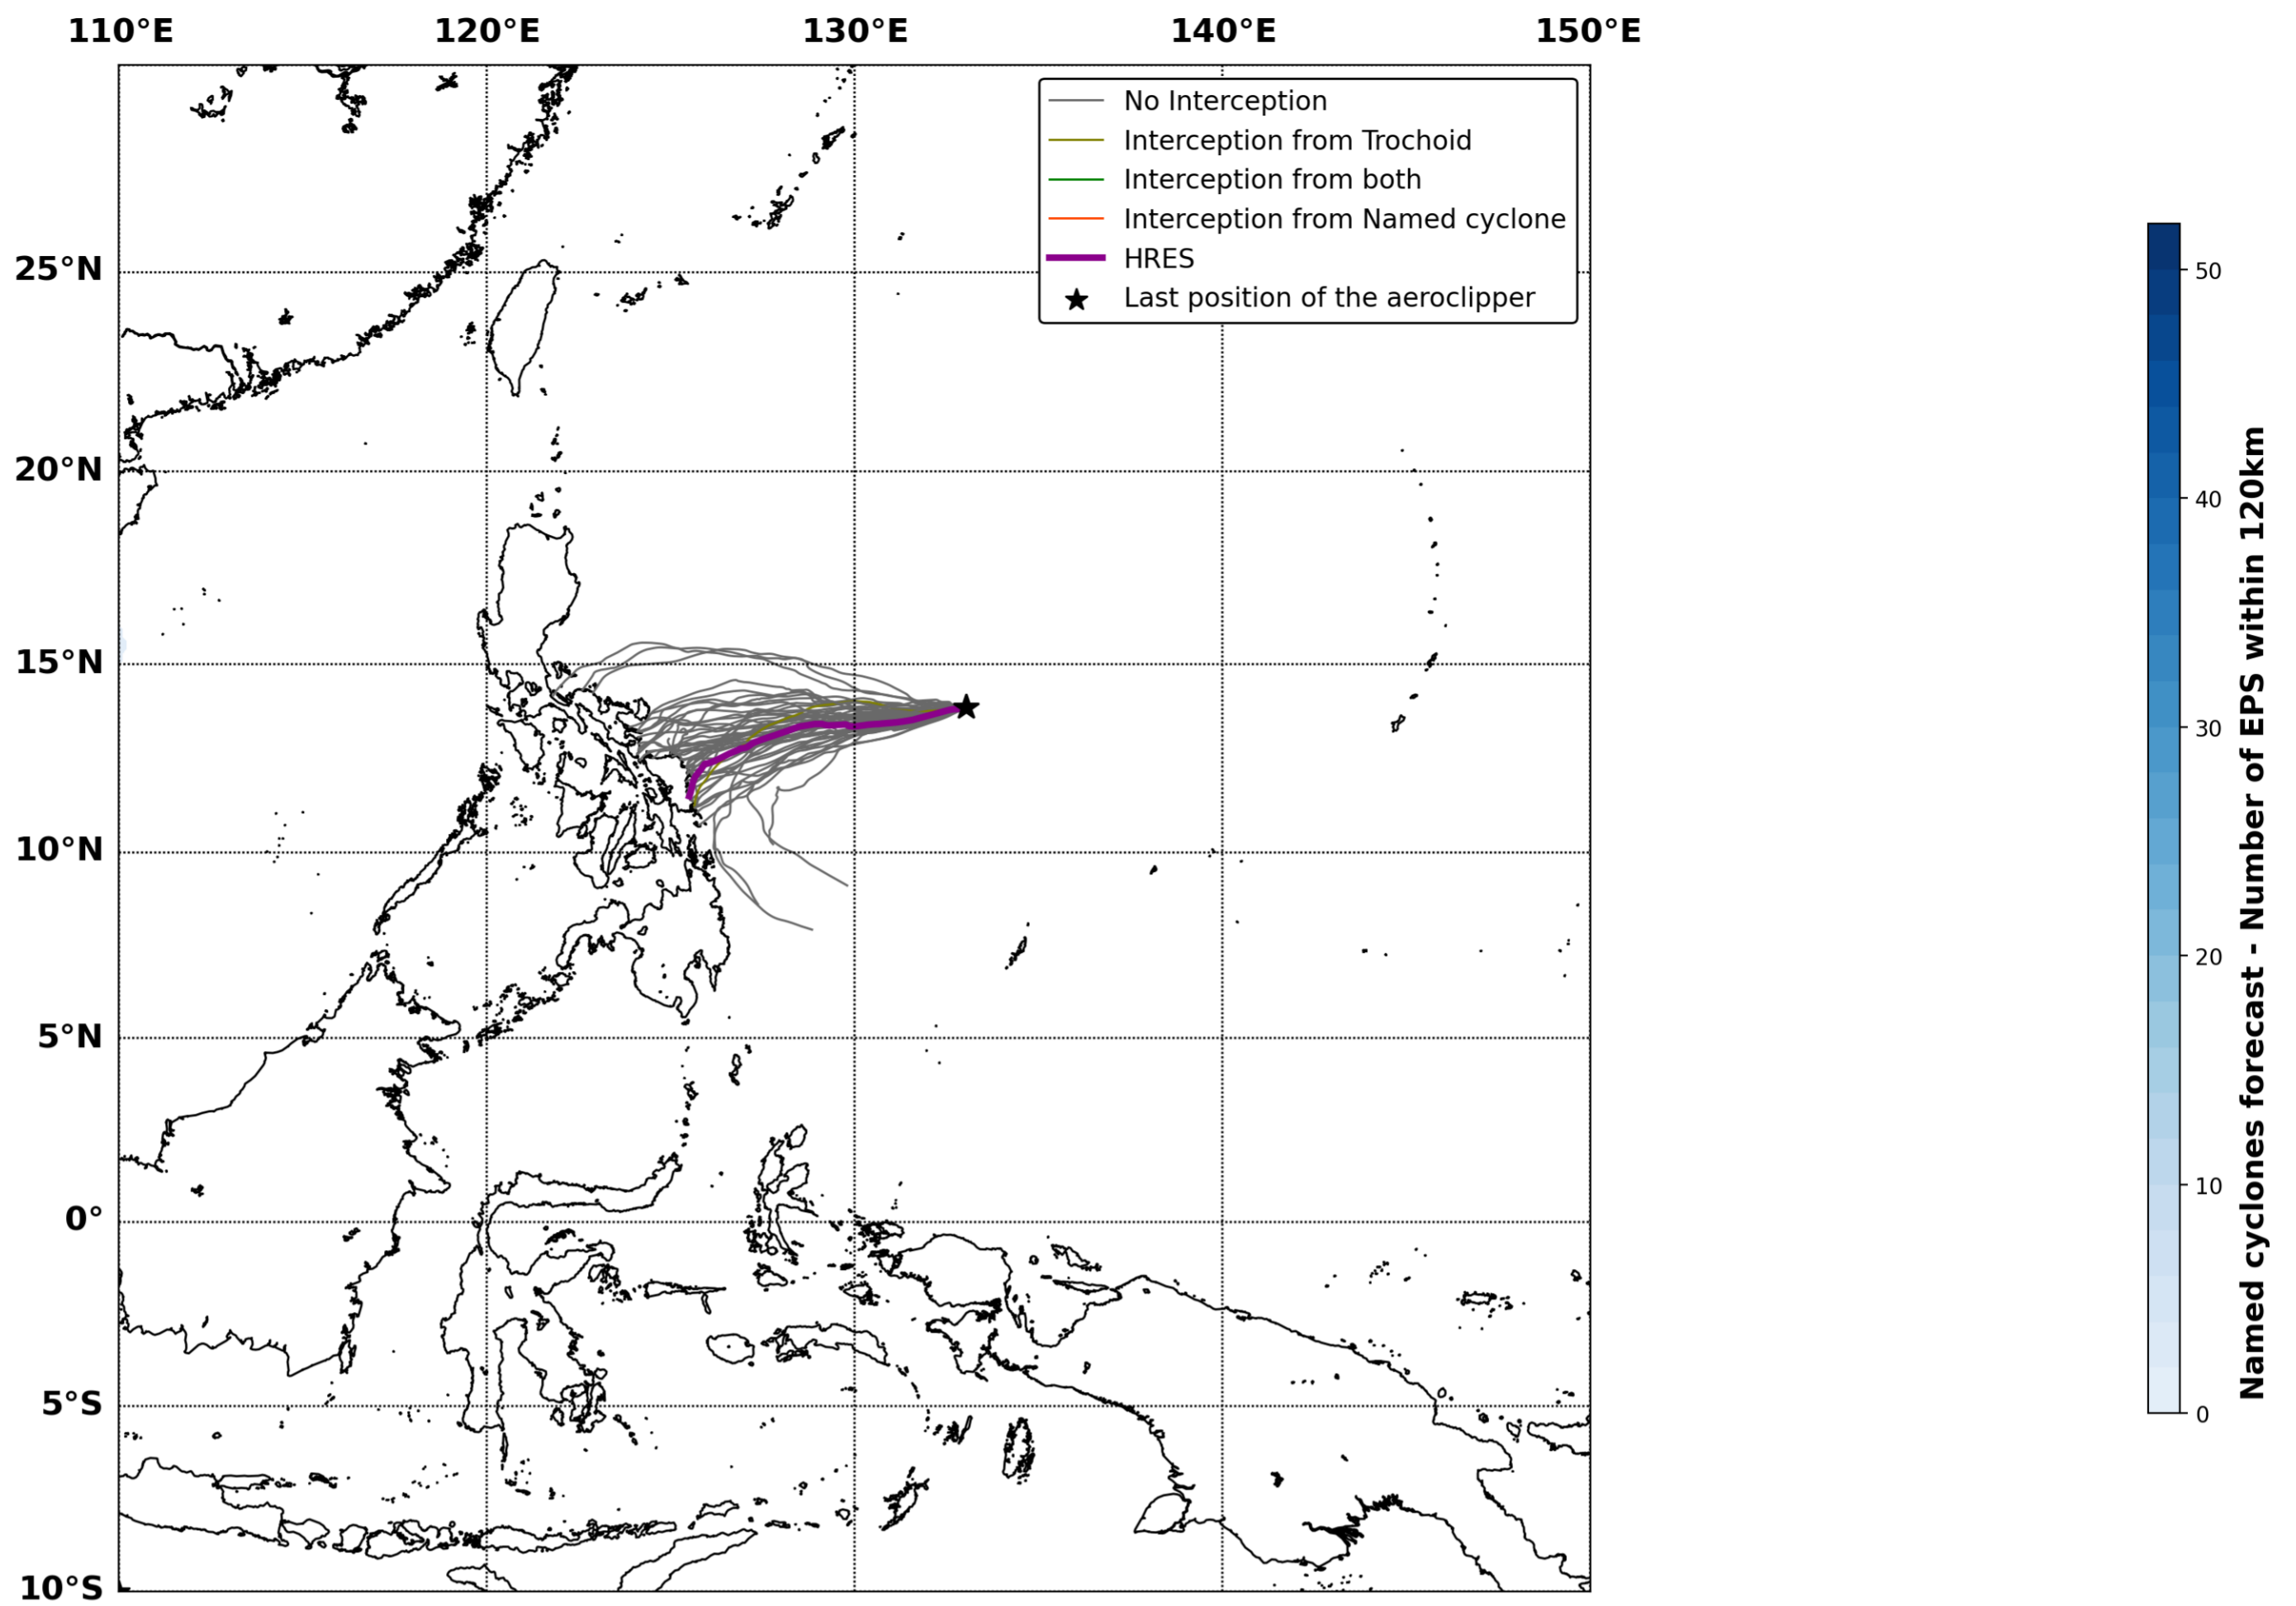 110°E 120°E 130°E 140°E 150°E
No Interception
Interception from Trochoid
Interception from both
Interception from Named cyclone
HRES
Last position of the aeroclipper
25°N
20°N
15°N
10°N
5°N
0°
5°S
10°S
50
40
30
20
10
0
Named cyclones forecast - Number of EPS within 120km